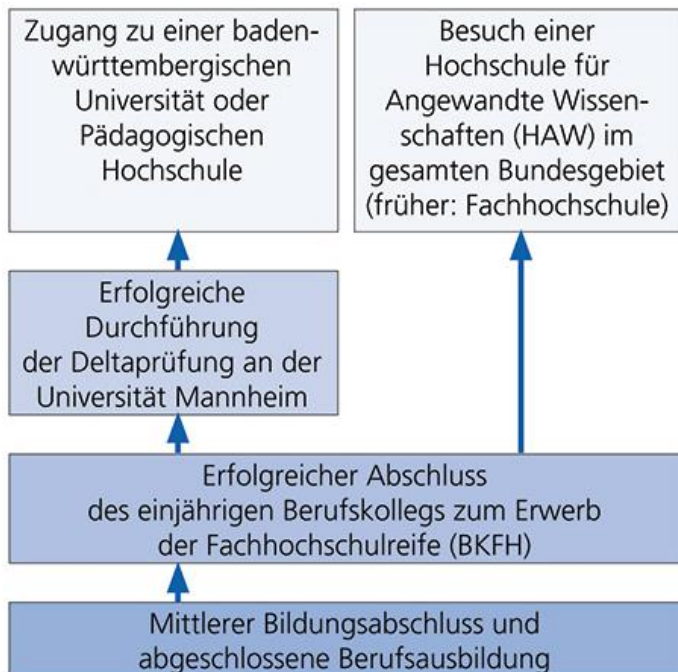 Zugang zu einer baden-
württembergischen
Universität oder
Pädagogischen
Hochschule
Besuch einer
Hochschule für
Angewandte Wissen-
schaften (HAW) im
gesamten Bundesgebiet
(früher: Fachhochschule)
Erfolgreiche
Durchführung
der Deltaprüfung an der
Universität Mannheim
Erfolgreicher Abschluss
des einjährigen Berufskollegs zum Erwerb
der Fachhochschulreife (BKFH)
Mittlerer Bildungsabschluss und
abgeschlossene Berufsausbildung